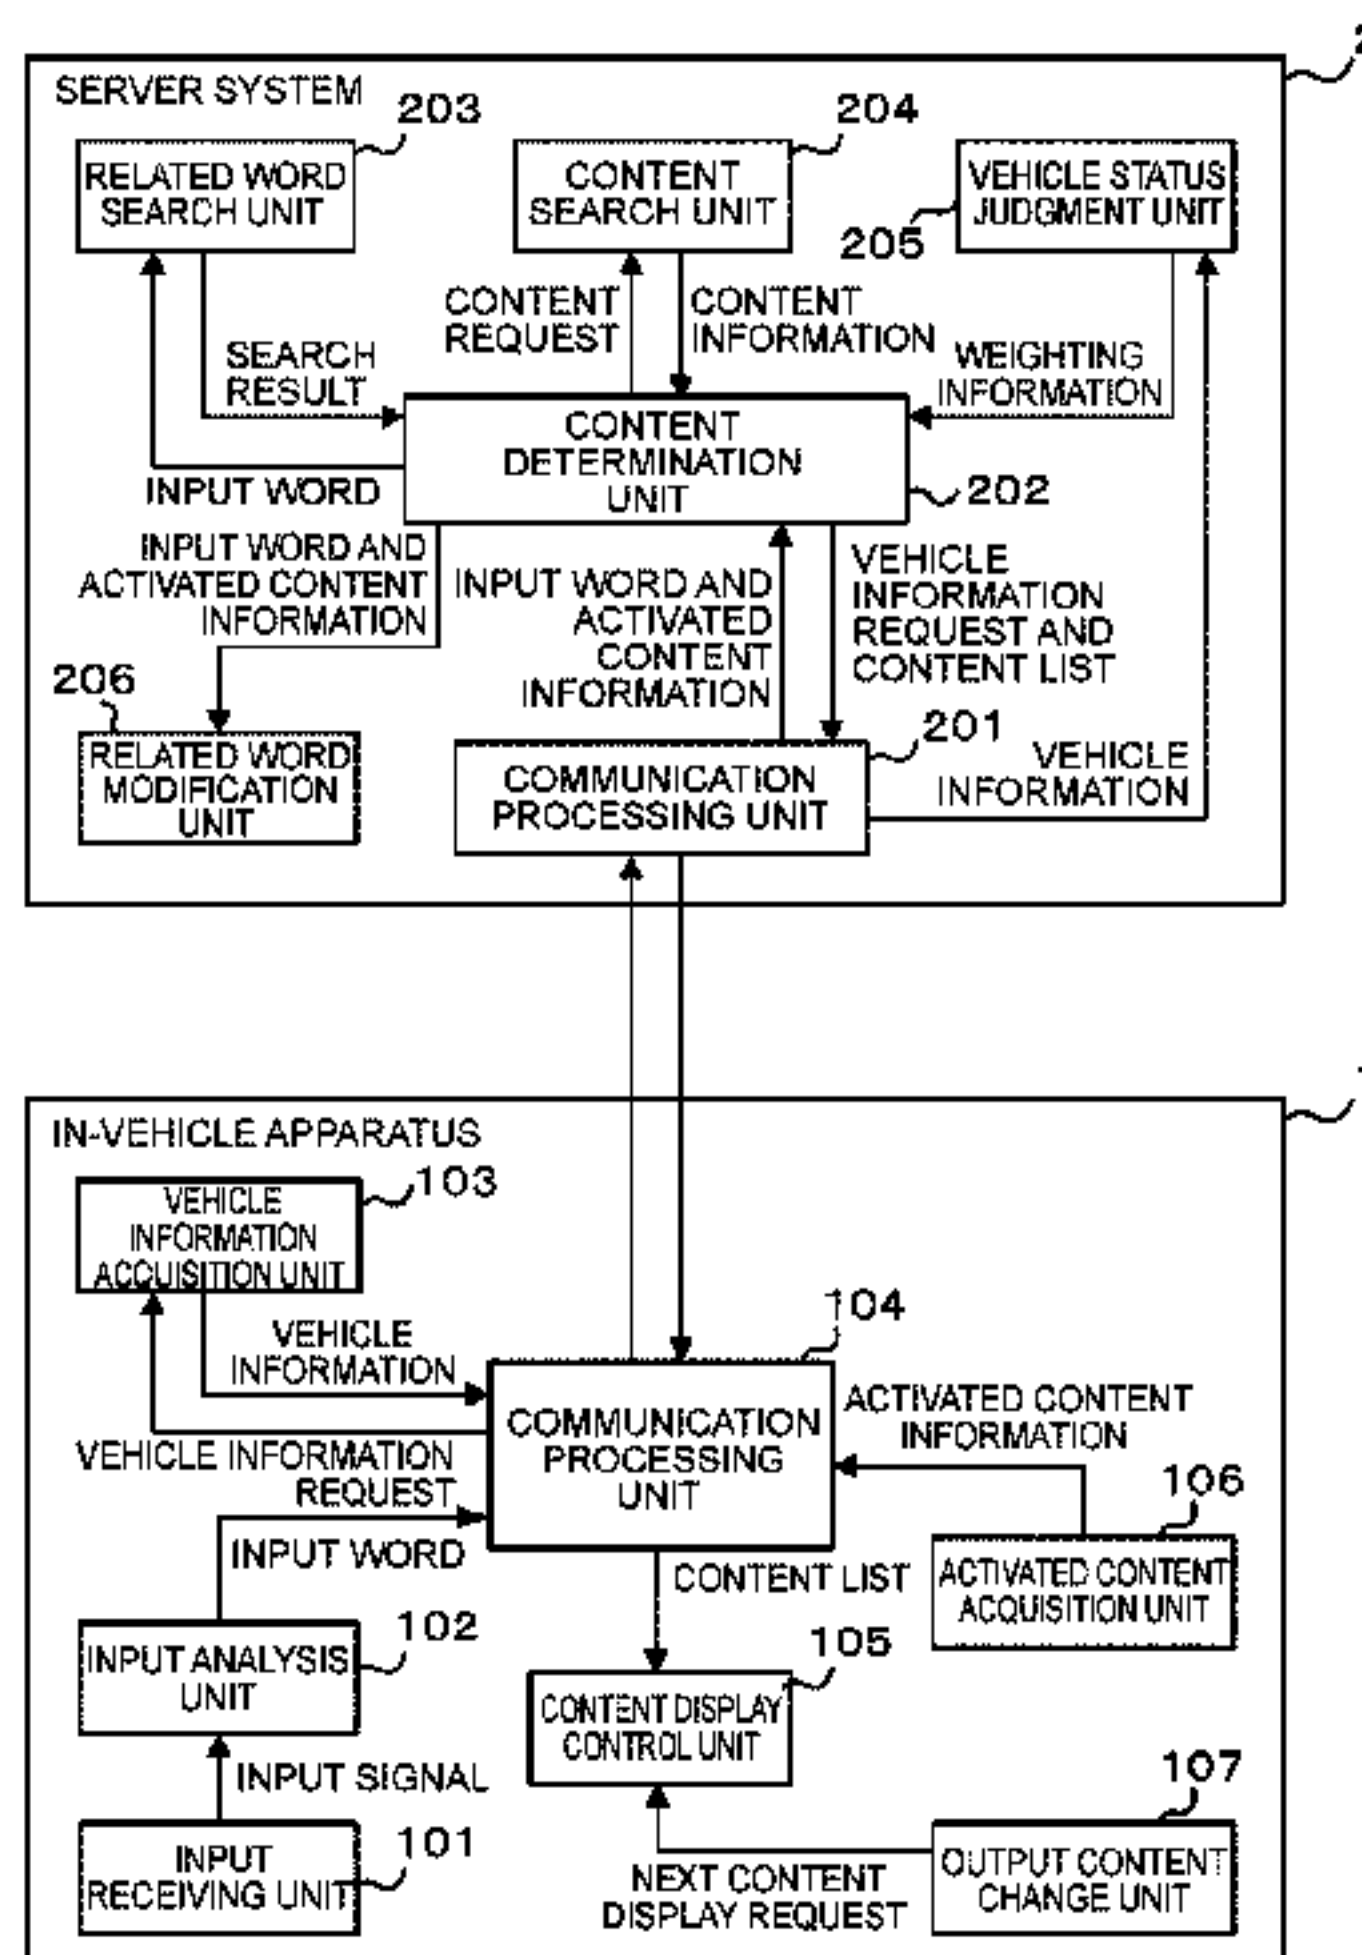 2
SERVER SYSTEM
203
204
RELATED WORD
SEARCH UNIT
CONTENT
SEARCH UNIT
VEHICLE STATUS
JUDGMENT UNIT
205
CONTENT
REQUEST
CONTENT
INFORMATION
SEARCH
RESULT
WEIGHTING
INFORMATION
CONTENT
DETERMINATION
UNIT
202
INPUT WORD
INPUT WORD AND
ACTIVATED CONTENT
INFORMATION
INPUT WORD AND
ACTIVATED
CONTENT
INFORMATION
VEHICLE
INFORMATION
REQUEST AND
CONTENT LIST
206
RELATED WORD
MODIFICATION
UNIT
201
COMMUNICATION
PROCESSING UNIT
VEHICLE
INFORMATION
IN-VEHICLE APPARATUS
103
VEHICLE
INFORMATION
ACQUISITION UNIT
104
VEHICLE
INFORMATION
COMMUNICATION
PROCESSING
UNIT
ACTIVATED CONTENT
INFORMATION
VEHICLE INFORMATION
REQUEST
106
INPUT WORD
CONTENT LIST
ACTIVATED CONTENT
ACQUISITION UNIT
102
INPUT ANALYSIS
UNIT
105
CONTENT DISPLAY
CONTROL UNIT
INPUT SIGNAL
107
101
INPUT
RECEIVING UNIT
OUTPUT CONTENT
CHANGE UNIT
NEXT CONTENT
DISPLAY REQUEST